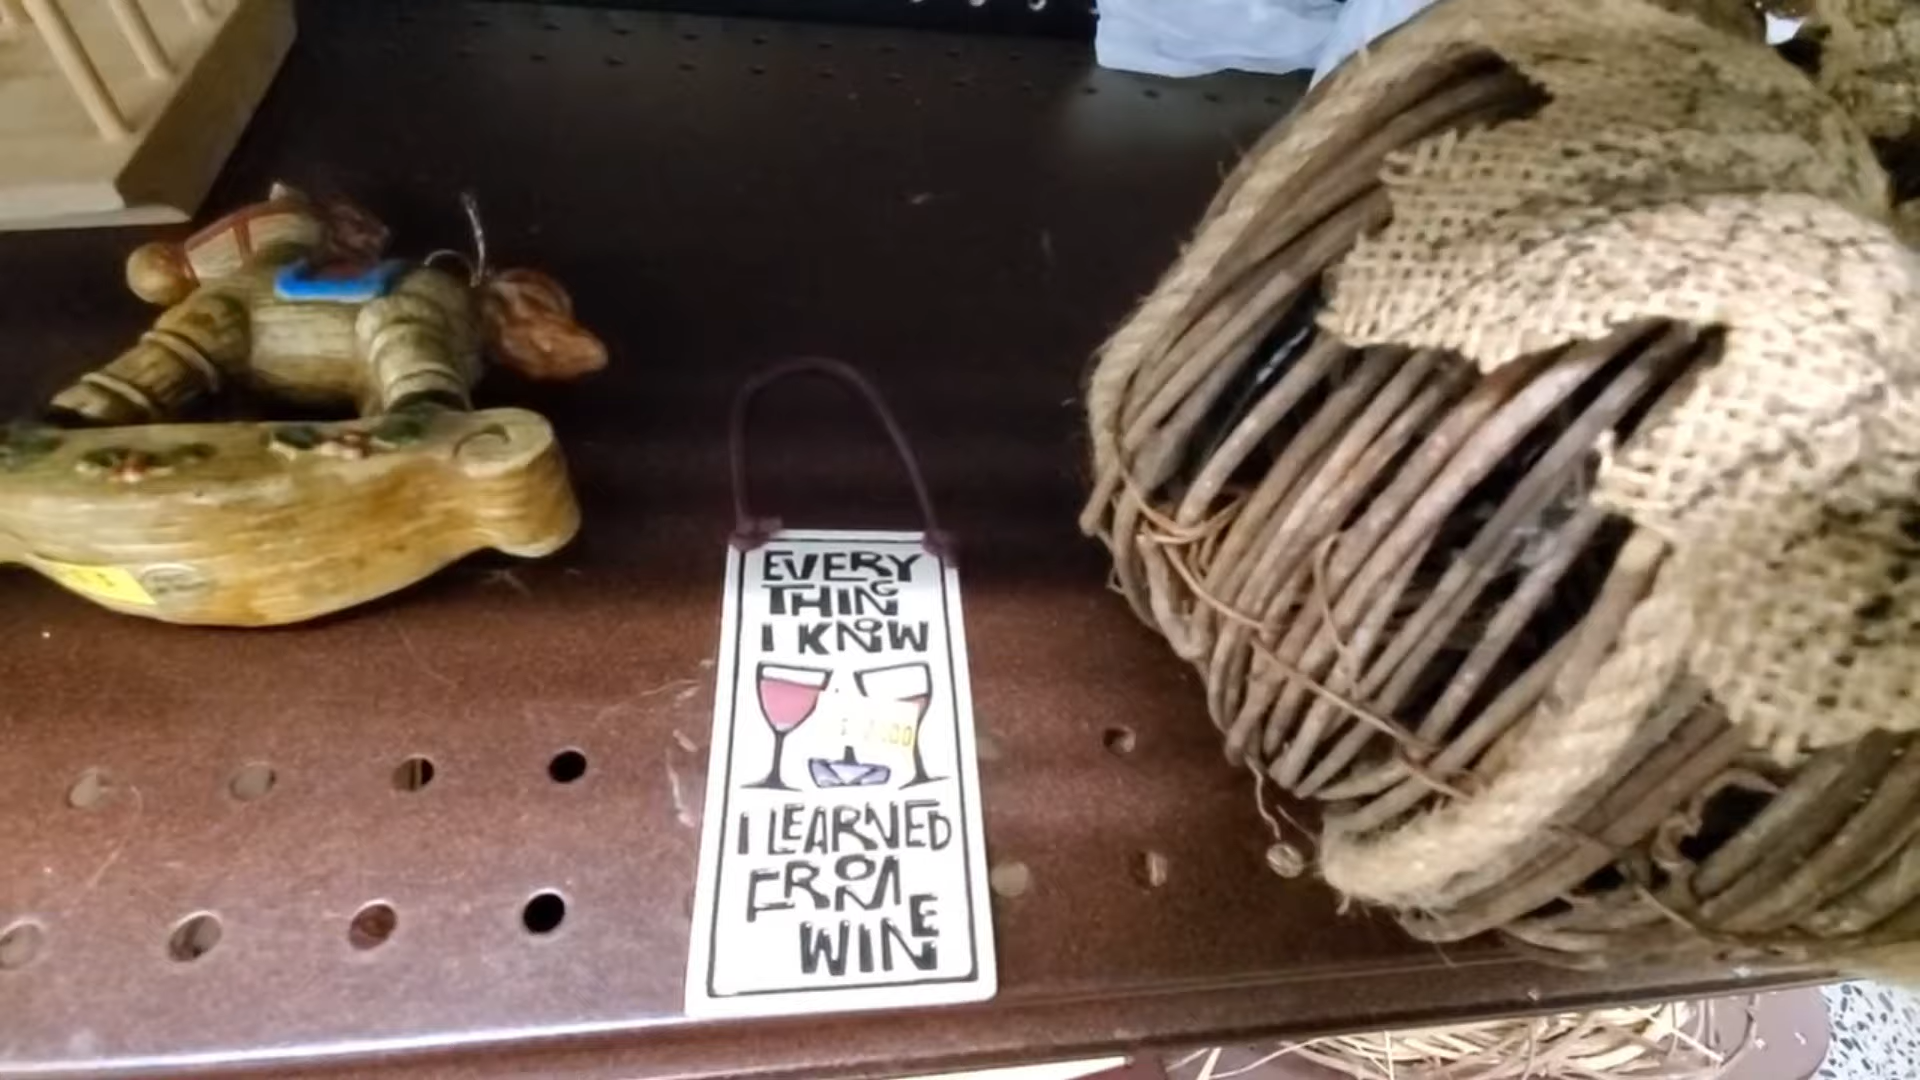 EVERY
THING
I KNOW
I LEARNED
FROM
WINE